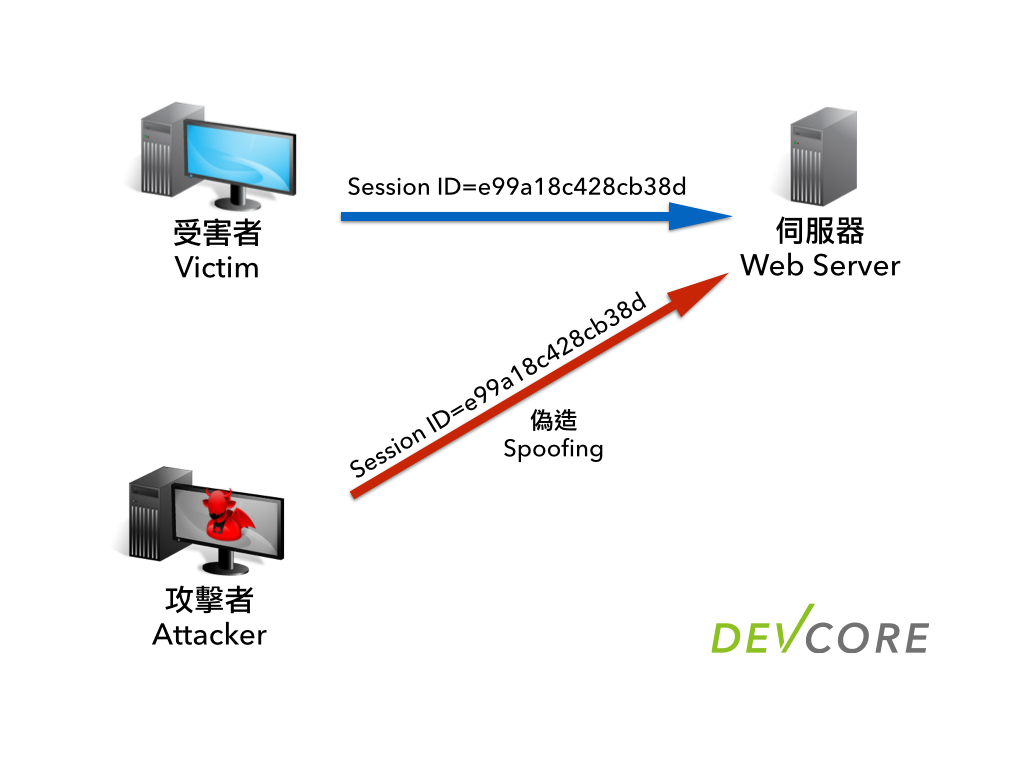 Session ID=e99a18c428cb38d
受害者
Victim
伺服器
Web Server
Session ID=e99a18c428cb38d
偽造
Spoofing
攻擊者
Attacker
DEVCORE